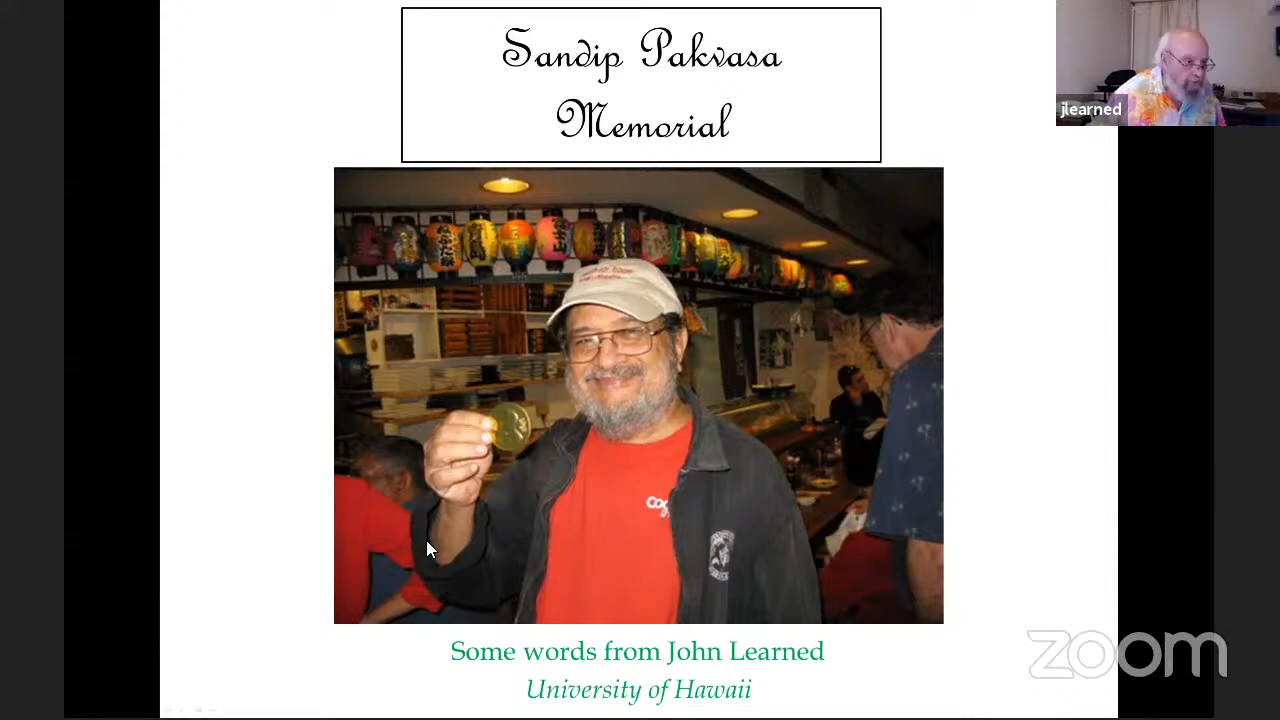 Sandip Pakvasa
Memorial
jlearned
Some words from John Learned
University of Hawaii
zoom